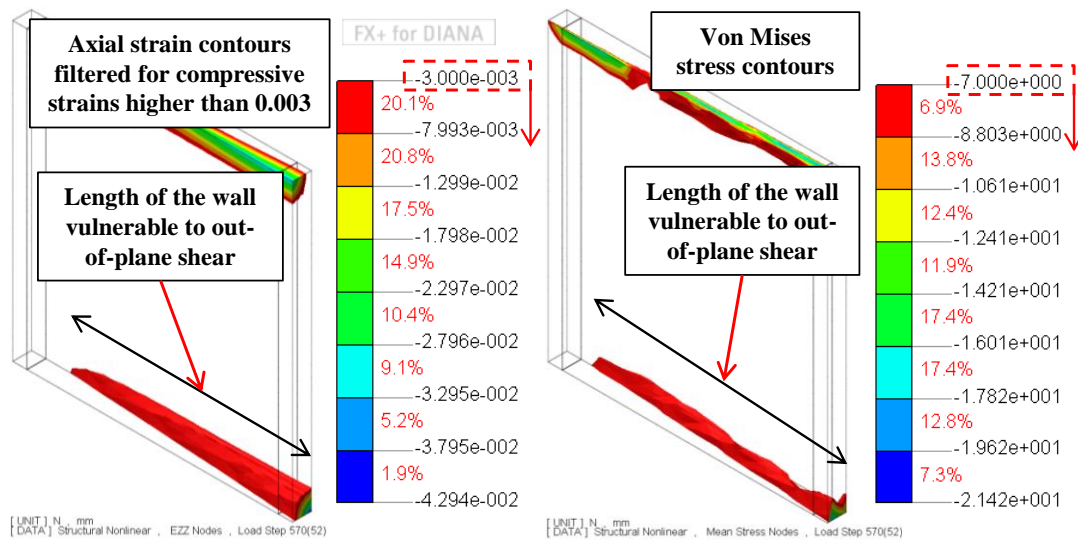 Axial strain contours
filtered for compressive
strains higher than 0.003
FX+ for DIANA
-3.000e-003
20.1%
-7.993e-003
20.8%
-1.299e-002
17.5%
-1.798e-002
14.9%
-2.297e-002
10.4%
-2.796e-002
9.1%
-3.295e-002
5.2%
-3.795e-002
1.9%
-4.294e-002
Length of the wall
vulnerable to out-
of-plane shear
[ UNIT ] N , mm
[ DATA ] Structural Nonlinear , EZZ Nodes , Load Step 570(52)
Von Mises
stress contours
-7.000e+000
6.9%
-8.803e+000
13.8%
-1.061e+001
12.4%
-1.241e+001
11.9%
-1.421e+001
17.4%
-1.601e+001
17.4%
-1.782e+001
12.8%
-1.962e+001
7.3%
-2.142e+001
Length of the wall
vulnerable to out-
of-plane shear
[ UNIT ] N , mm
[ DATA ] Structural Nonlinear , Mean Stress Nodes , Load Step 570(52)